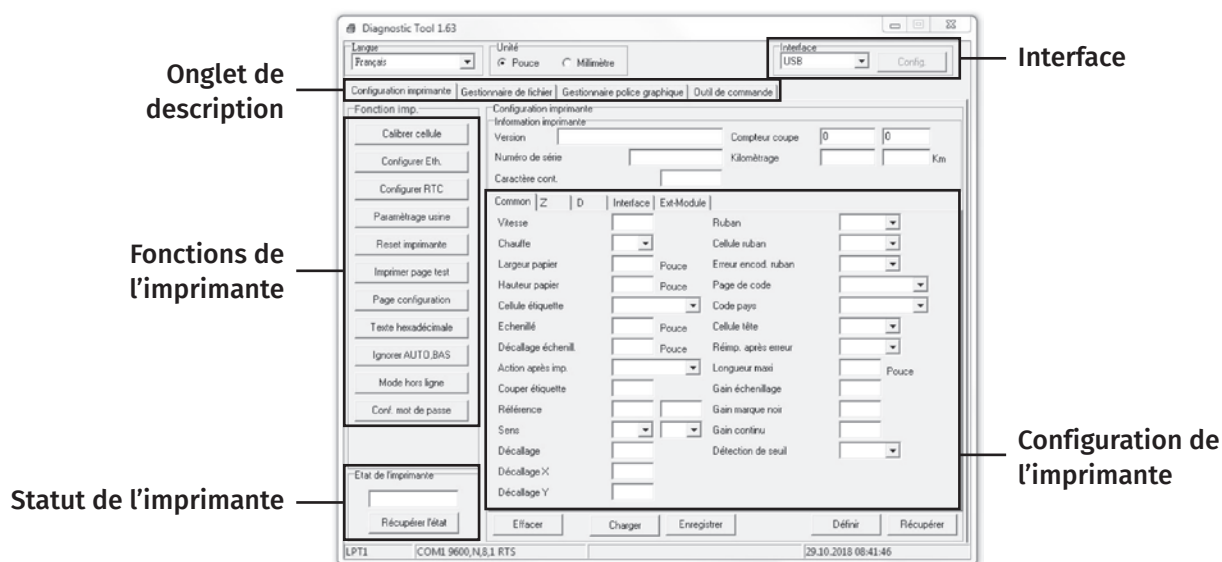 Diagnostic Tool 1.63
Langue
Français
Unité
Pouce
Millimètre
Interface
USB
Config.
Interface
Onglet de
description
Configuration imprimante
Gestionnaire de fichier
Gestionnaire police graphique
Outil de commande
Fonction Imp.
Calibrer cellule
Configurer Eth.
Configurer RTC
Paramètrage usine
Reset imprimante
Imprimer page test
Page configuration
Texte hexadécimale
Ignorer AUTO.BAS
Mode hors ligne
Conf. mot de passe
Fonctions de
l'imprimante
Configuration imprimante
Information imprimante
Version
Compteur coupe
0
0
Numéro de série
Kilomètrage
Km
Caractère cont.
Common
Z
D
Interface
Ext-Module
Vitesse
Ruban
Chauffe
Cellule ruban
Largeur papier
Pouce
Erreur encod. ruban
Hauteur papier
Pouce
Page de code
Cellule étiquette
Code pays
Echenillé
Pouce
Cellule tête
Décallage échenill.
Pouce
Réimp. après erreur
Action après imp.
Longueur maxi
Pouce
Couper étiquette
Gain échenillage
Référence
Gain marque noir
Sens
Gain continu
Décallage
Détection de seuil
Décallage X
Décallage Y
Configuration de
l'imprimante
Statut de l'imprimante
Etat de l'imprimante
Récupérer l'état
Effacer
Charger
Enregistrer
Définir
Récupérer
LPT1
COM1 9600,N,8,1 RTS
29.10.2018 08:41:46